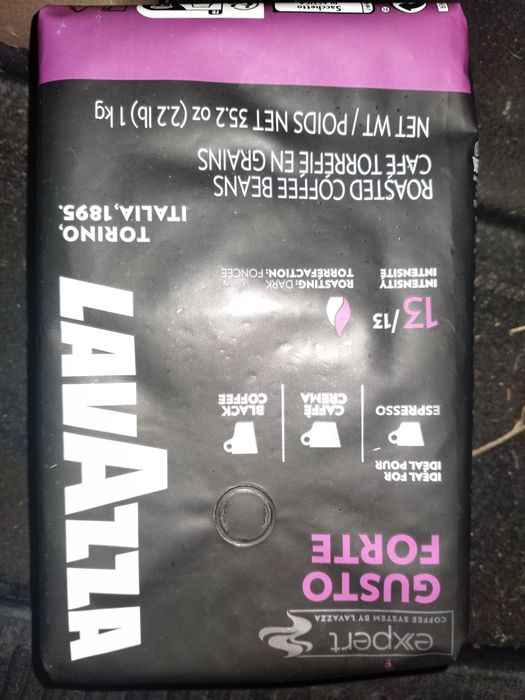 expert
COFFEE SYSTEM BY LAVAZZA
GUSTO
FORTE
LAVAZZA
TORINO,
ITALIA, 1895.
IDEAL FOR
IDÉAL POUR
ESPRESSO
CAFFÈ
CREMA
BLACK
COFFEE
13/13
INTENSITY
INTENSITÉ
ROASTING: DARK
TORRÉFACTION: FONCÉE
ROASTED COFFEE BEANS
CAFÉ TORRÉFIÉ EN GRAINS
NET WT / POIDS NET 35.2 oz (2.2 lb) 1 kg
Sacchetto